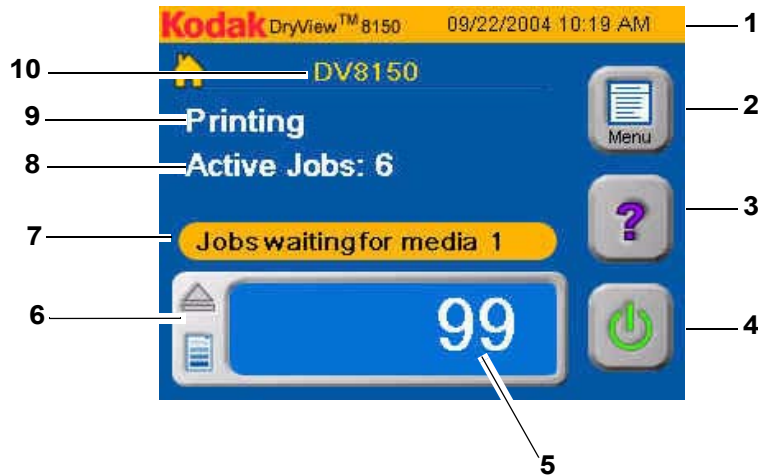 Kodak DryView™ 8150 09/22/2004 10:19 AM 1
10 DV8150
Menu 2
9 Printing
8 Active Jobs: 6
? 3
7 Jobs waiting for media 1
6 99 4
5